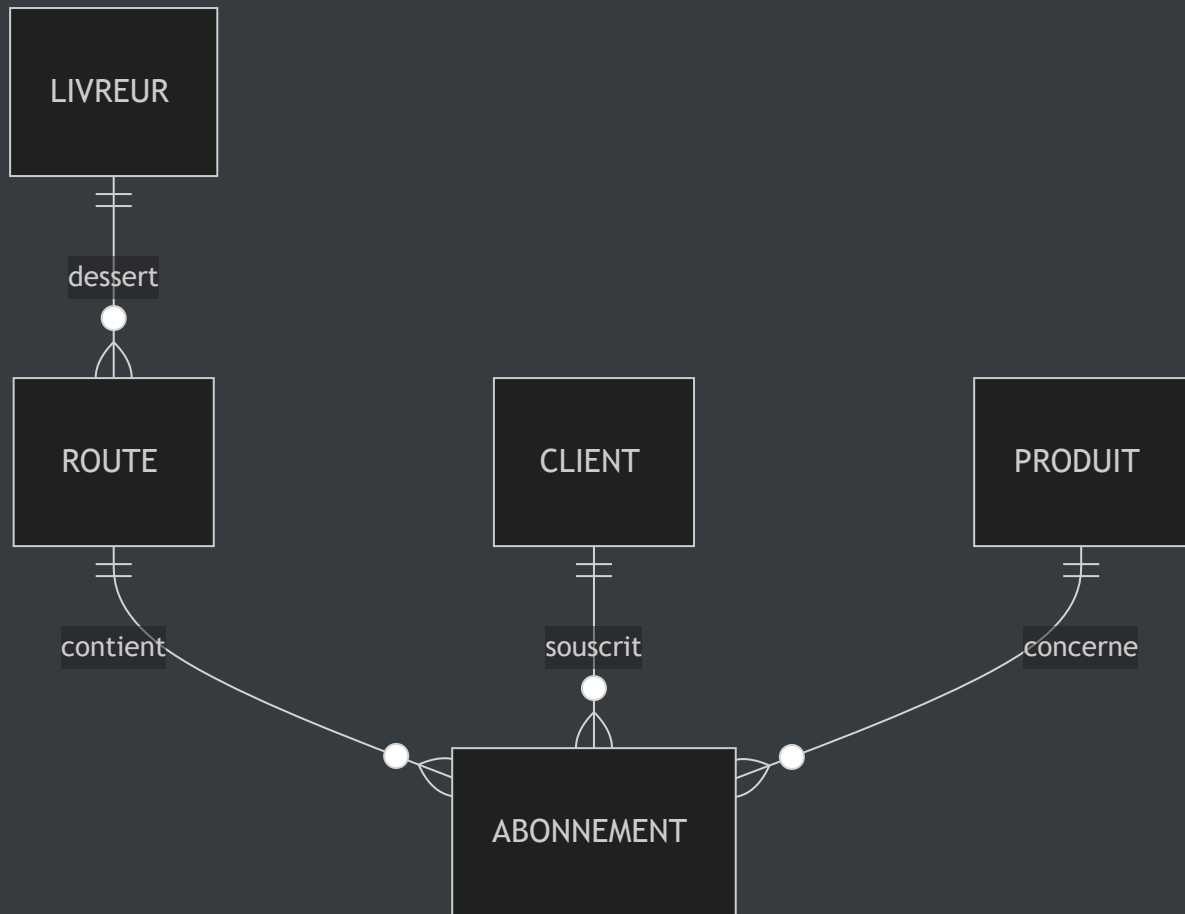 LIVREUR
dessert
ROUTE
CLIENT
PRODUIT
contient
souscrit
concerne
ABONNEMENT